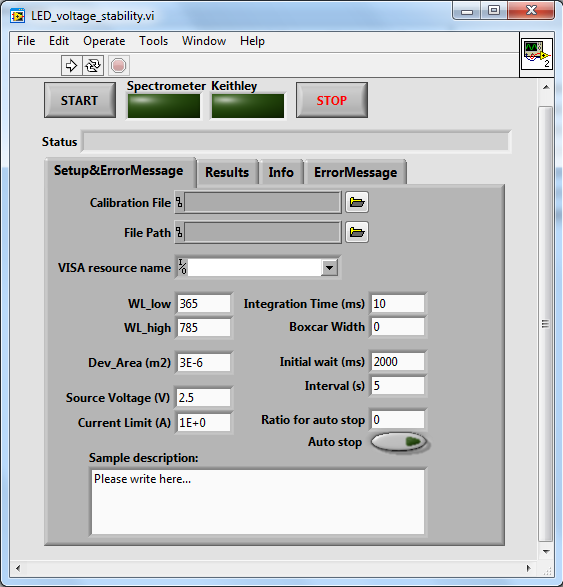 LED_voltage_stability.vi
File Edit Operate Tools Window Help
2
START Spectrometer Keithley STOP
Status
Setup&ErrorMessage Results Info ErrorMessage
Calibration File
File Path
VISA resource name I/O
WL_low 365 Integration Time (ms) 10
WL_high 785 Boxcar Width 0
Dev_Area (m2) 3E-6 Initial wait (ms) 2000
Interval (s) 5
Source Voltage (V) 2.5
Current Limit (A) 1E+0 Ratio for auto stop 0
Auto stop
Sample description:
Please write here...